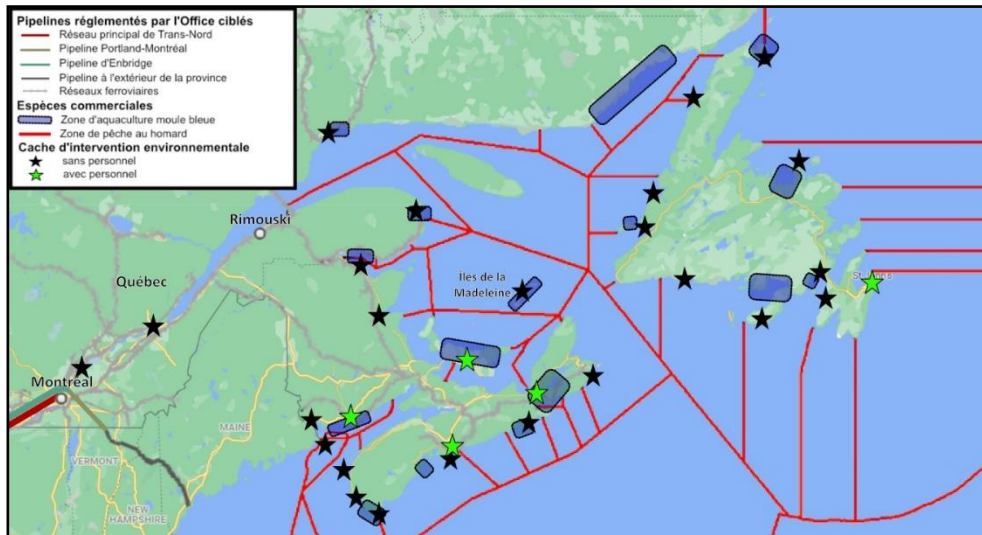 Pipelines réglementés par l'Office ciblés
Réseau principal de Trans-Nord
Pipeline Portland-Montréal
Pipeline d'Enbridge
Pipeline à l'extérieur de la province
Réseaux ferroviaires
Espèces commerciales
Zone d'aquaculture moule bleue
Zone de pêche au homard
Cache d'intervention environnementale
sans personnel
avec personnel
Rimouski
Québec
Îles de la
Madeleine
Montréal
MAINE
VERMONT
NEW
HAMPSHIRE